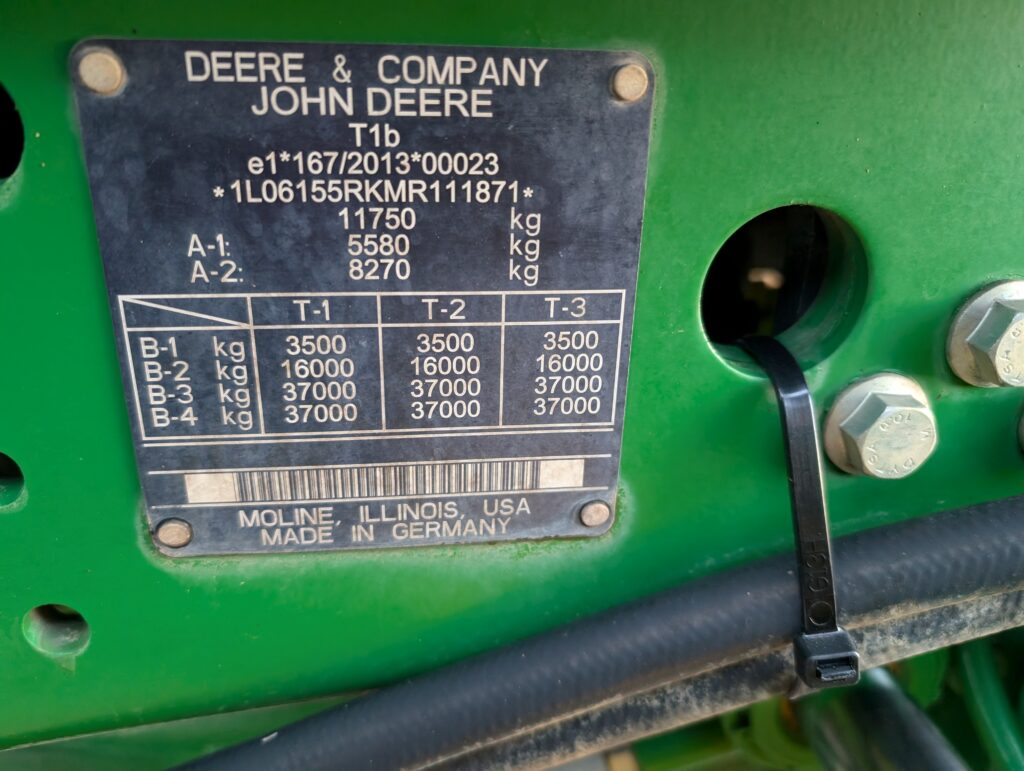 DEERE & COMPANY
JOHN DEERE
T1b
e1*167/2013*00023
*1L06155RKMR111871*
11750 kg
A-1: 5580 kg
A-2: 8270 kg
T-1 T-2 T-3
B-1 kg 3500 3500 3500
B-2 kg 16000 16000 16000
B-3 kg 37000 37000 37000
B-4 kg 37000 37000 37000
MOLINE, ILLINOIS, USA
MADE IN GERMANY